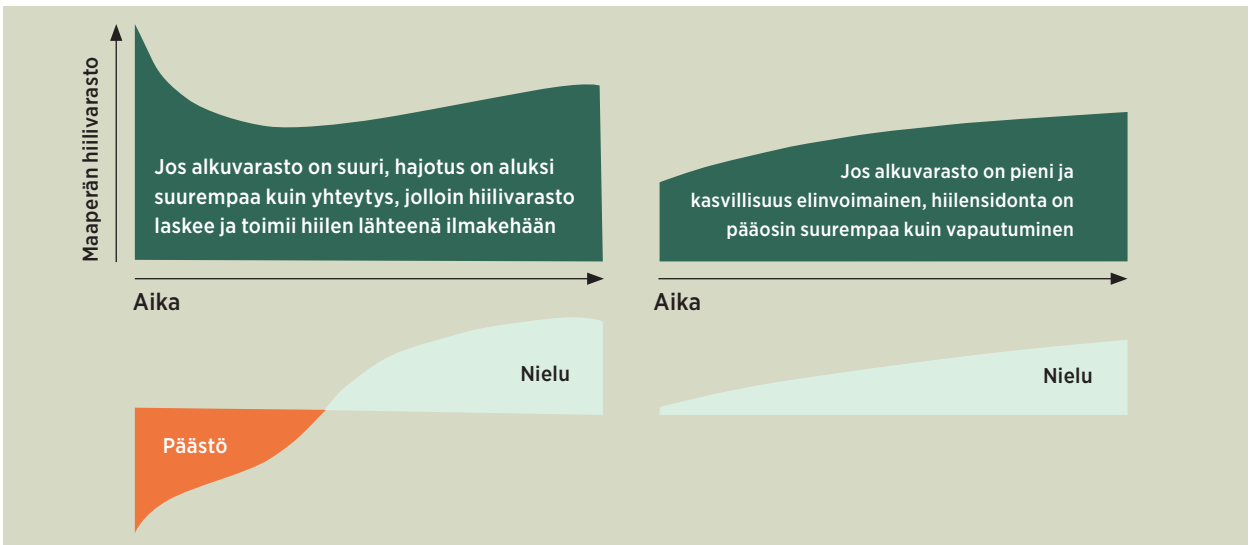 Maaperän hiilivarasto
Jos alkuvarasto on suuri, hajotus on aluksi
suurempaa kuin yhteytys, jolloin hiilivarasto
laskee ja toimii hiilen lähteenä ilmakehään
Aika
Jos alkuvarasto on pieni ja
kasvillisuus elinvoimainen, hiilensidonta on
pääosin suurempaa kuin vapautuminen
Aika
Päästö
Nielu
Nielu